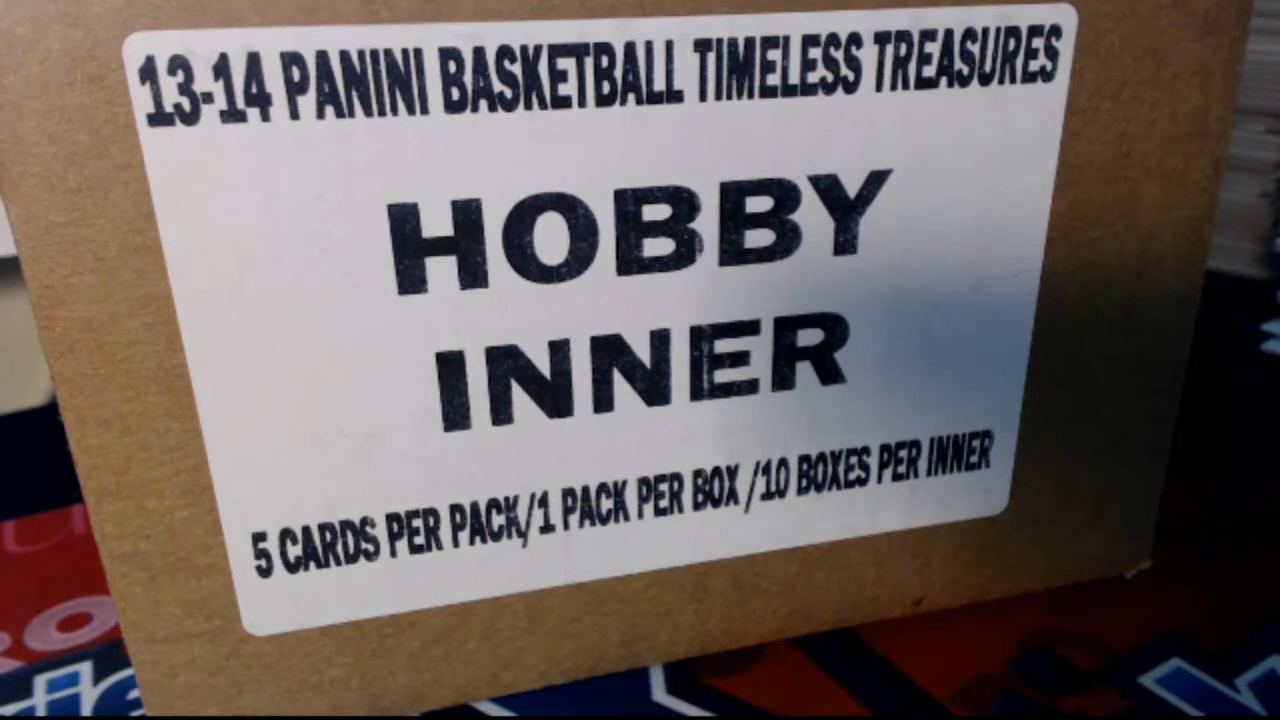 13-14 PANINI BASKETBALL TIMELESS TREASURES
HOBBY
INNER
5 CARDS PER PACK/1 PACK PER BOX /10 BOXES PER INNER